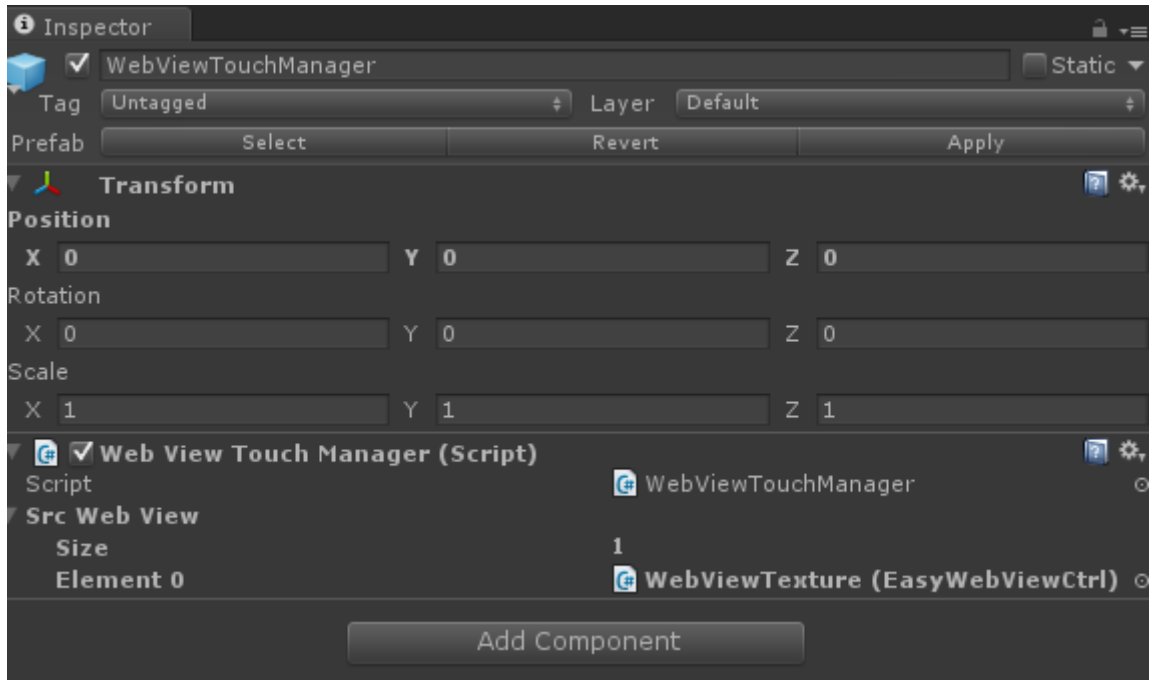 Inspector
WebViewTouchManager Static
Tag Untagged Layer Default
Prefab Select Revert Apply
Transform
Position
X 0 Y 0 Z 0
Rotation
X 0 Y 0 Z 0
Scale
X 1 Y 1 Z 1
Web View Touch Manager (Script)
Script WebViewTouchManager
Src Web View
Size 1
Element 0 WebViewTexture (EasyWebViewCtrl)
Add Component